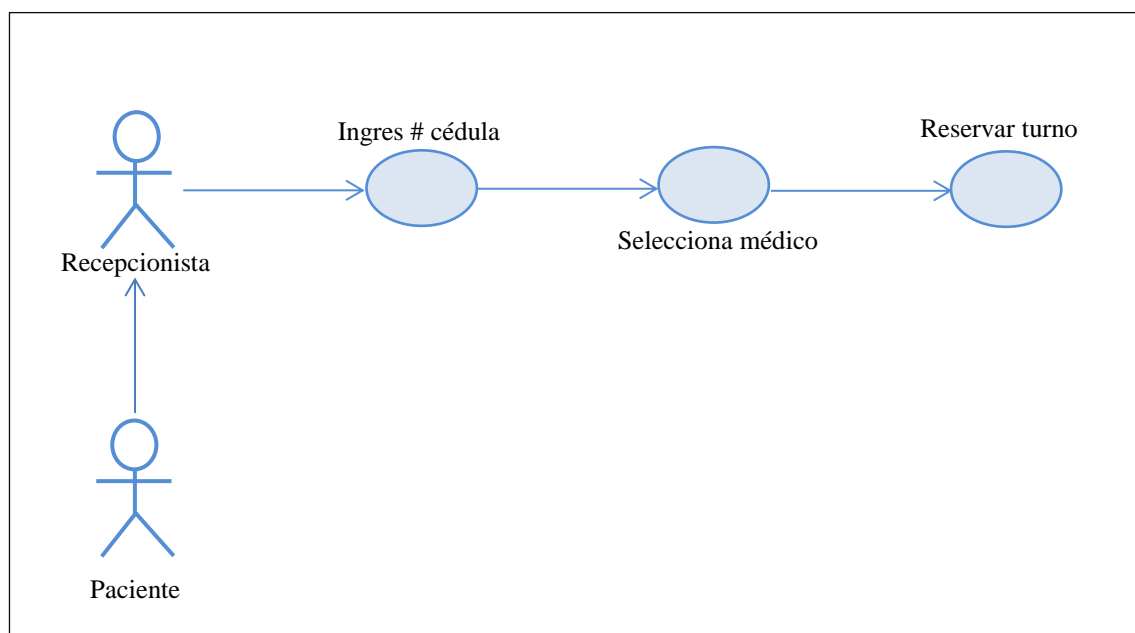 Ingres # cédula
Reservar turno
Selecciona médico
Recepcionista
Paciente